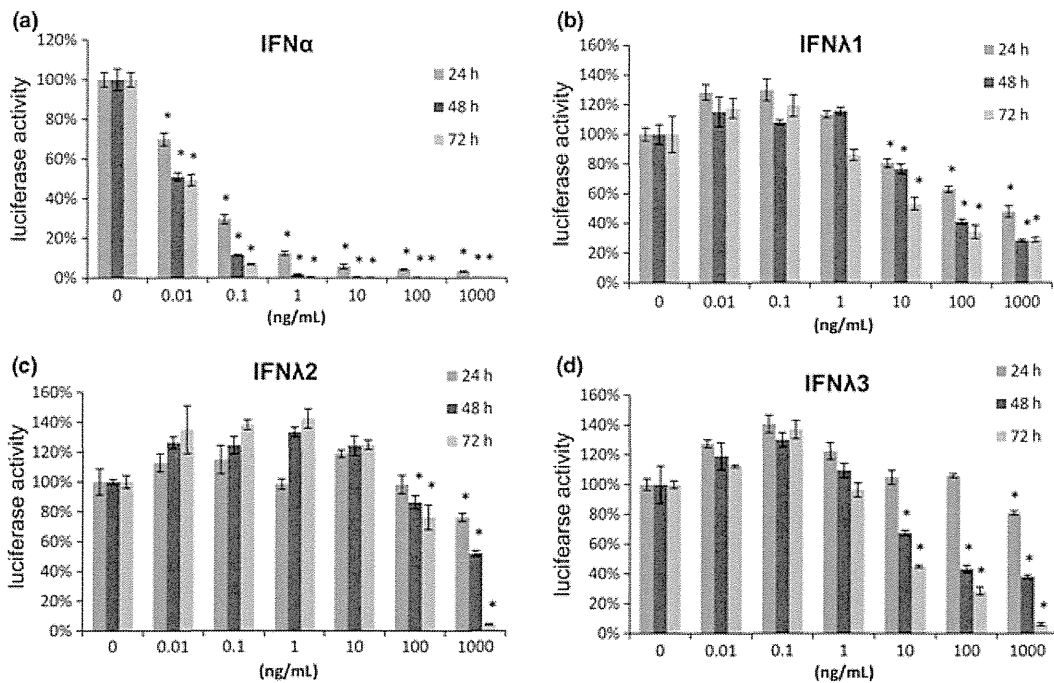 (a)
IFNα
120%
100%
80%
60%
40%
20%
0%
luciferase activity
24 h
48 h
72 h
* * *
* * *
* * *
* * *
* * *
* * *
0 0.01 0.1 1 10 100 1000
(ng/mL)
(b)
IFNλ1
160%
140%
120%
100%
80%
60%
40%
20%
0%
luciferase activity
24 h
48 h
72 h
* * *
* * *
* * *
0 0.01 0.1 1 10 100 1000
(ng/mL)
(c)
IFNλ2
160%
140%
120%
100%
80%
60%
40%
20%
0%
luciferase activity
24 h
48 h
72 h
* *
* * *
0 0.01 0.1 1 10 100 1000
(ng/mL)
(d)
IFNλ3
160%
140%
120%
100%
80%
60%
40%
20%
0%
lucifearse activity
24 h
48 h
72 h
* *
* *
* * *
0 0.01 0.1 1 10 100 1000
(ng/mL)